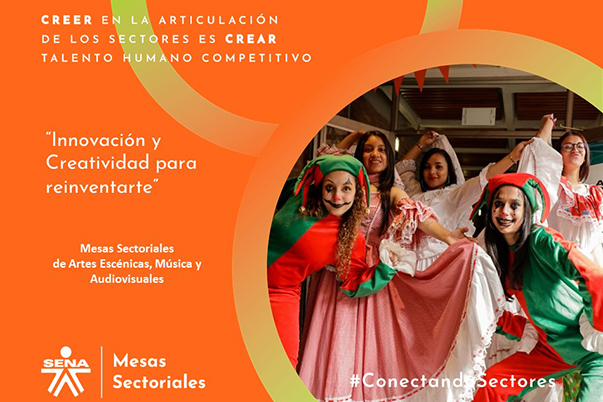 CREER EN LA ARTICULACIÓN
DE LOS SECTORES ES CREAR
TALENTO HUMANO COMPETITIVO
“Innovación y
Creatividad para
reinventarte”
Mesas Sectoriales
de Artes Escénicas, Música y
Audiovisuales
SENA
Mesas
Sectoriales
#ConectandoSectores